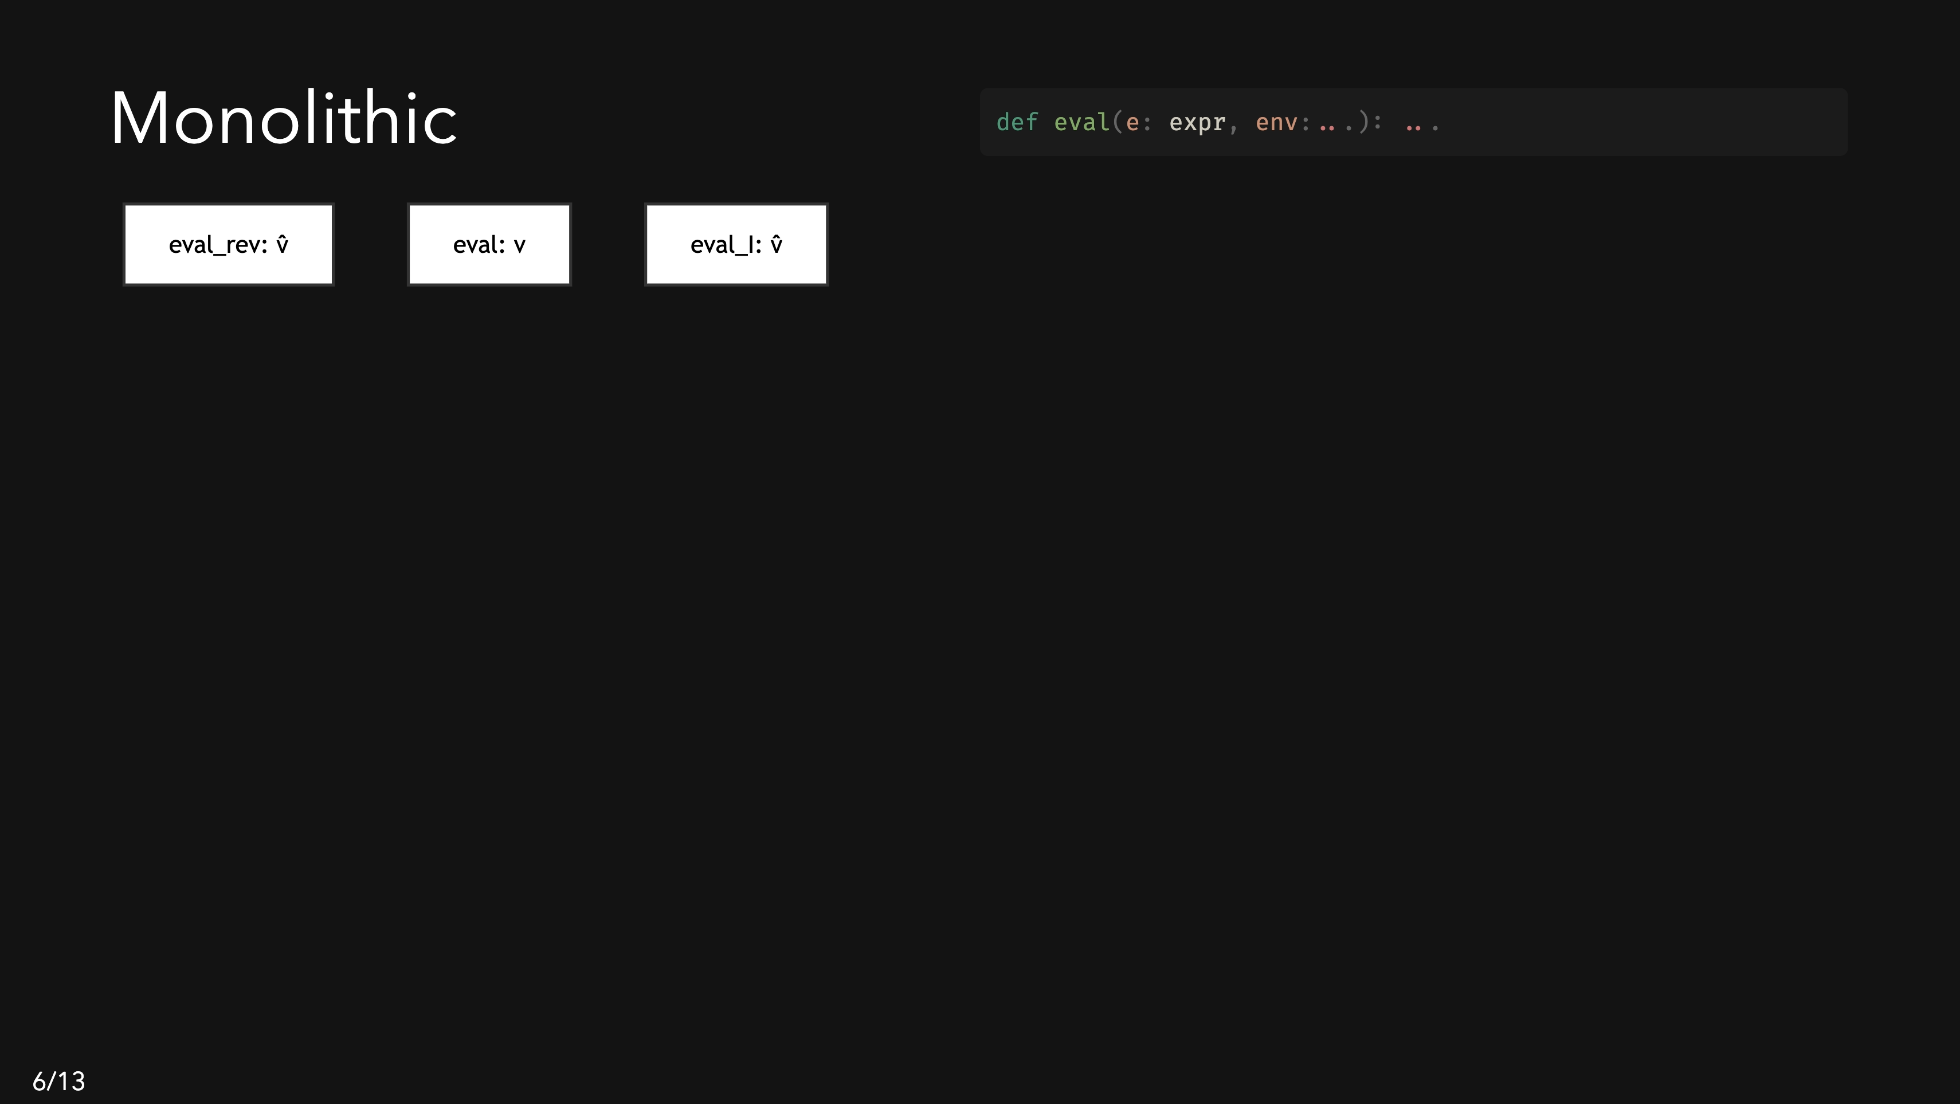 Monolithic
def eval(e: expr, env:...): ...
eval_rev: v̂
eval: v
eval_I: v̂
6/13